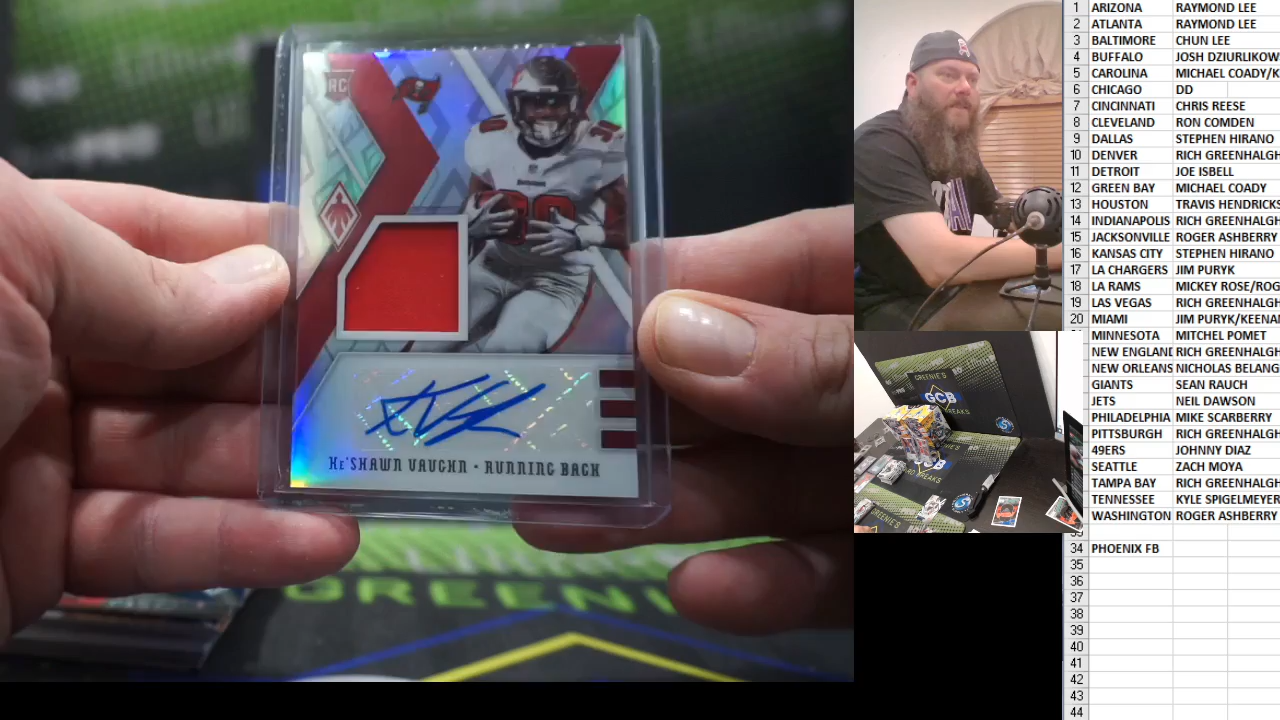 RC
30
30
Ke'Shawn Vaughn • Running Back
GREENI
1 ARIZONA RAYMOND LEE
2 ATLANTA RAYMOND LEE
3 BALTIMORE CHUN LEE
4 BUFFALO JOSH DZIURLIKOW
5 CAROLINA MICHAEL COADY/K
6 CHICAGO DD
7 CINCINNATI CHRIS REESE
8 CLEVELAND RON COMDEN
9 DALLAS STEPHEN HIRANO
10 DENVER RICH GREENHALGH
11 DETROIT JOE ISBELL
12 GREEN BAY MICHAEL COADY
13 HOUSTON TRAVIS HENDRICKS
14 INDIANAPOLIS RICH GREENHALGH
15 JACKSONVILLE ROGER ASHBERRY
16 KANSAS CITY STEPHEN HIRANO
17 LA CHARGERS JIM PURYK
18 LA RAMS MICKEY ROSE/ROG
19 LAS VEGAS RICH GREENHALGH
20 MIAMI JIM PURYK/KEENAN
MINNESOTA MITCHEL POMET
NEW ENGLAND RICH GREENHALGH
NEW ORLEANS NICHOLAS BELANG
GIANTS SEAN RAUCH
JETS NEIL DAWSON
PHILADELPHIA MIKE SCARBERRY
PITTSBURGH RICH GREENHALGH
49ERS JOHNNY DIAZ
SEATTLE ZACH MOYA
TAMPA BAY RICH GREENHALGH
TENNESSEE KYLE SPIGELMEYER
WASHINGTON ROGER ASHBERRY
34 PHOENIX FB
35
36
37
38
39
40
41
42
43
44
GREENIE'S
GCB
BREAKS
GREENIE'S